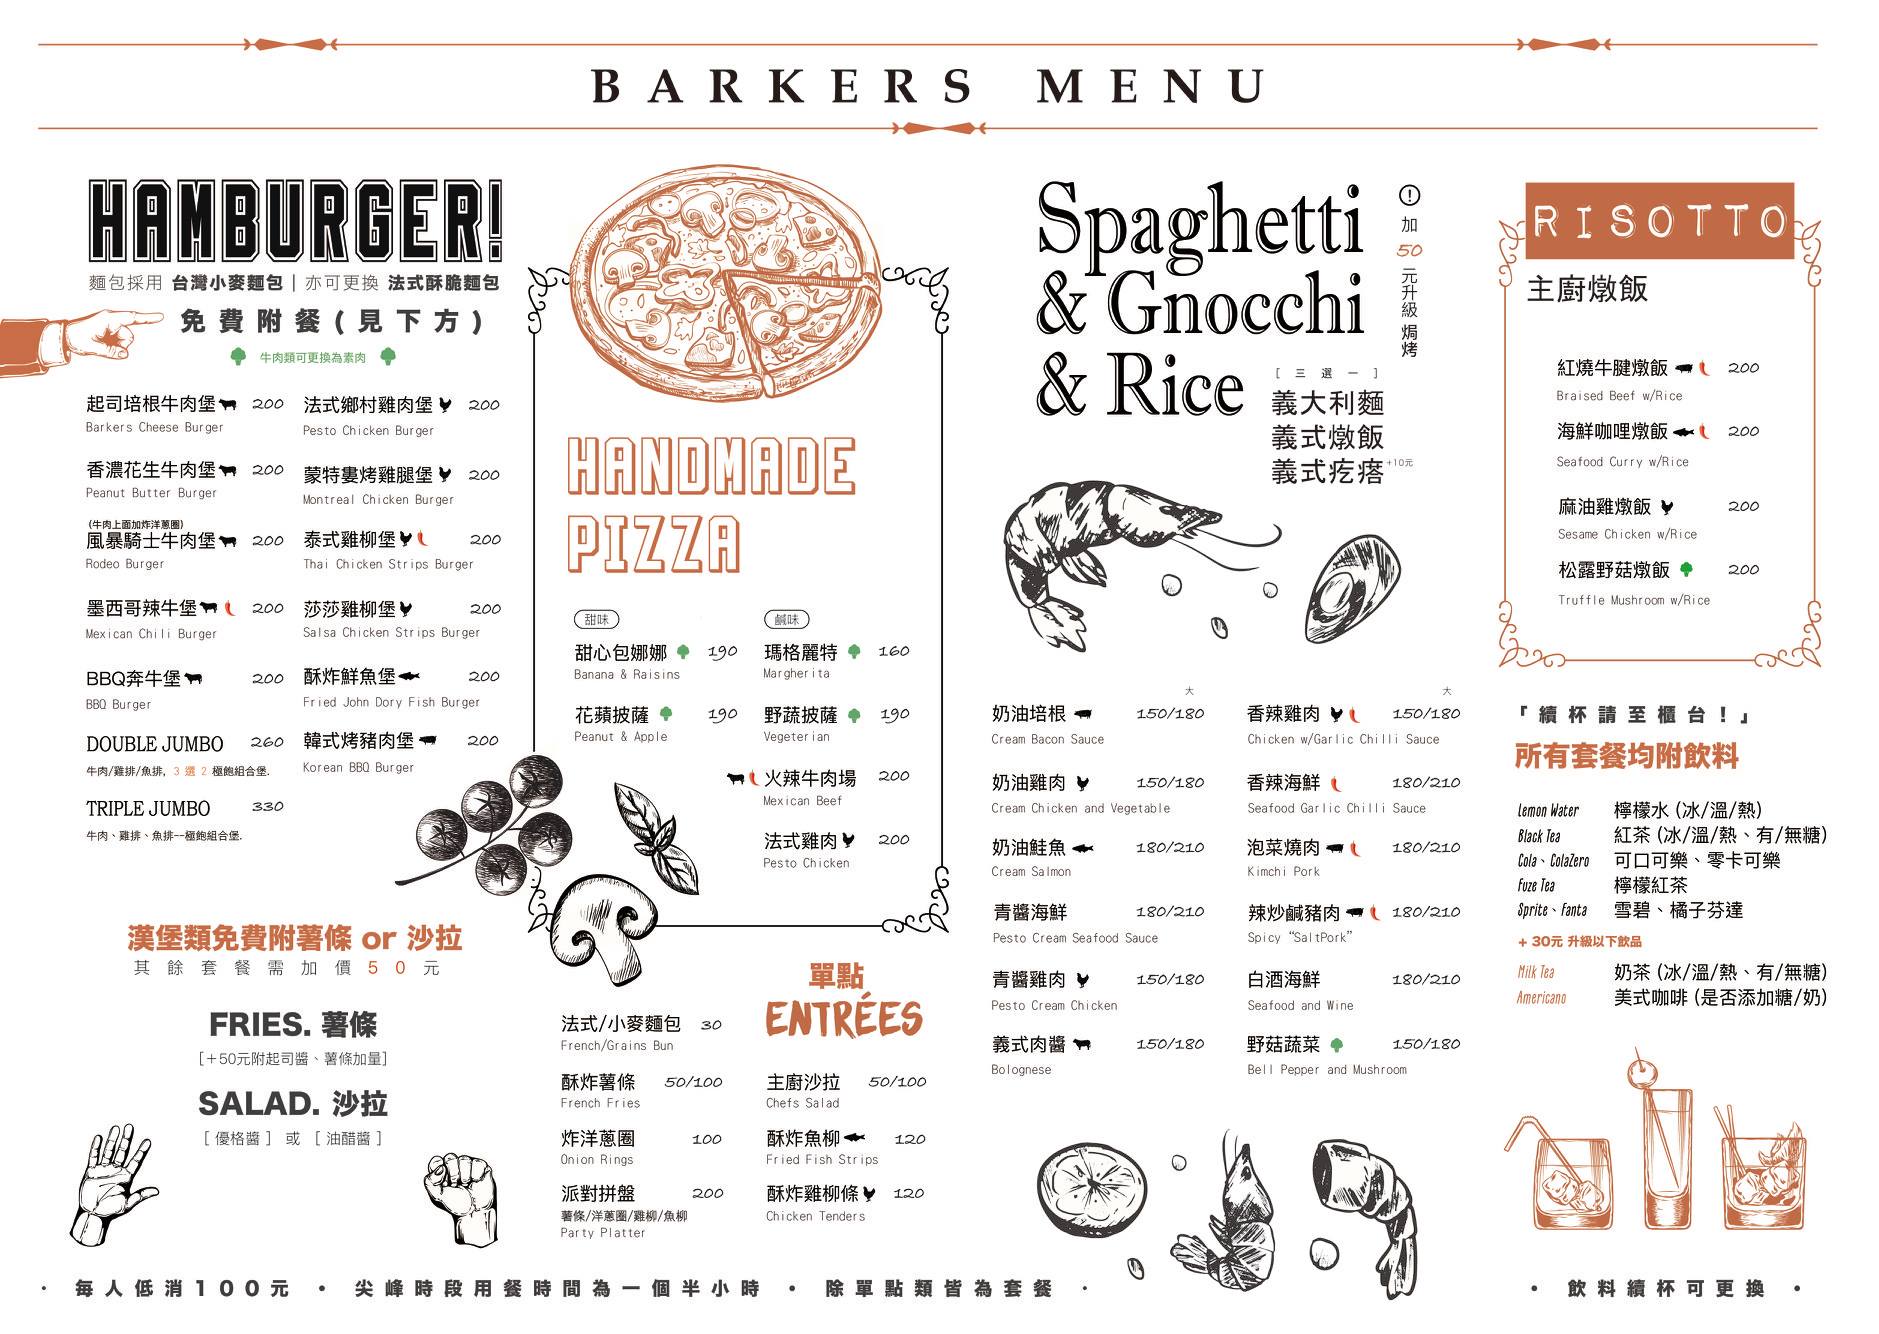 BARKERS MENU
HAMBURGER!
麵包採用 台灣小麥麵包 | 亦可更換 法式酥脆麵包
免費附餐(見下方)
牛肉類可更換為素肉
起司培根牛肉堡 200
Barkers Cheese Burger
香濃花生牛肉堡 200
Peanut Butter Burger
(牛肉上面加炸洋蔥圈)
風暴騎士牛肉堡 200
Rodeo Burger
墨西哥辣牛堡 200
Mexican Chili Burger
BBQ奔牛堡 200
BBQ Burger
DOUBLE JUMBO 260
牛肉/雞排/魚排, 3 選 2 極飽組合堡.
TRIPLE JUMBO 330
牛肉、雞排、魚排--極飽組合堡.
法式鄉村雞肉堡 200
Pesto Chicken Burger
蒙特婁烤雞腿堡 200
Montreal Chicken Burger
泰式雞柳堡 200
Thai Chicken Strips Burger
莎莎雞柳堡 200
Salsa Chicken Strips Burger
酥炸鮮魚堡 200
Fried John Dory Fish Burger
韓式烤豬肉堡 200
Korean BBQ Burger
漢堡類免費附薯條 or 沙拉
其餘套餐需加價50元
FRIES. 薯條
[+50元附起司醬、薯條加量]
SALAD. 沙拉
[ 優格醬 ] 或 [ 油醋醬 ]
HANDMADE
PIZZA
甜味
甜心包娜娜 190
Banana & Raisins
花蘋披薩 190
Peanut & Apple
鹹味
瑪格麗特 160
Margherita
野蔬披薩 190
Vegeterian
火辣牛肉場 200
Mexican Beef
法式雞肉 200
Pesto Chicken
單點
ENTRÉES
法式/小麥麵包 30
French/Grains Bun
酥炸薯條 50/100
French Fries
炸洋蔥圈 100
Onion Rings
派對拼盤 200
薯條/洋蔥圈/雞柳/魚柳
Party Platter
主廚沙拉 50/100
Chefs Salad
酥炸魚柳 120
Fried Fish Strips
酥炸雞柳條 120
Chicken Tenders
Spaghetti
& Gnocchi
& Rice
! 加 50 元升級 焗烤
[ 三 選 一 ]
義大利麵
義式燉飯
義式疙瘩 +10元
大
奶油培根 150/180
Cream Bacon Sauce
奶油雞肉 150/180
Cream Chicken and Vegetable
奶油鮭魚 180/210
Cream Salmon
青醬海鮮 180/210
Pesto Cream Seafood Sauce
青醬雞肉 150/180
Pesto Cream Chicken
義式肉醬 150/180
Bolognese
大
香辣雞肉 150/180
Chicken w/Garlic Chilli Sauce
香辣海鮮 180/210
Seafood Garlic Chilli Sauce
泡菜燒肉 180/210
Kimchi Pork
辣炒鹹豬肉 180/210
Spicy “SaltPork”
白酒海鮮 180/210
Seafood and Wine
野菇蔬菜 150/180
Bell Pepper and Mushroom
RISOTTO
主廚燉飯
紅燒牛腱燉飯 200
Braised Beef w/Rice
海鮮咖哩燉飯 200
Seafood Curry w/Rice
麻油雞燉飯 200
Sesame Chicken w/Rice
松露野菇燉飯 200
Truffle Mushroom w/Rice
「續杯請至櫃台!」
所有套餐均附飲料
Lemon Water 檸檬水 (冰/溫/熱)
Black Tea 紅茶 (冰/溫/熱、有/無糖)
Cola、ColaZero 可口可樂、零卡可樂
Fuze Tea 檸檬紅茶
Sprite、Fanta 雪碧、橘子芬達
+ 30元 升級以下飲品
Milk Tea 奶茶 (冰/溫/熱、有/無糖)
Americano 美式咖啡 (是否添加糖/奶)
· 每人低消100元 • 尖峰時段用餐時間為一個半小時 • 除單點類皆為套餐 ·
• 飲料續杯可更換 •